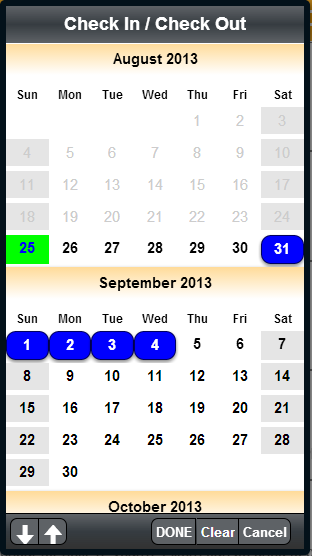 Check In / Check Out
August 2013
Sun Mon Tue Wed Thu Fri Sat
1 2 3
4 5 6 7 8 9 10
11 12 13 14 15 16 17
18 19 20 21 22 23 24
25 26 27 28 29 30 31
September 2013
Sun Mon Tue Wed Thu Fri Sat
1 2 3 4 5 6 7
8 9 10 11 12 13 14
15 16 17 18 19 20 21
22 23 24 25 26 27 28
29 30
October 2013
DONE Clear Cancel